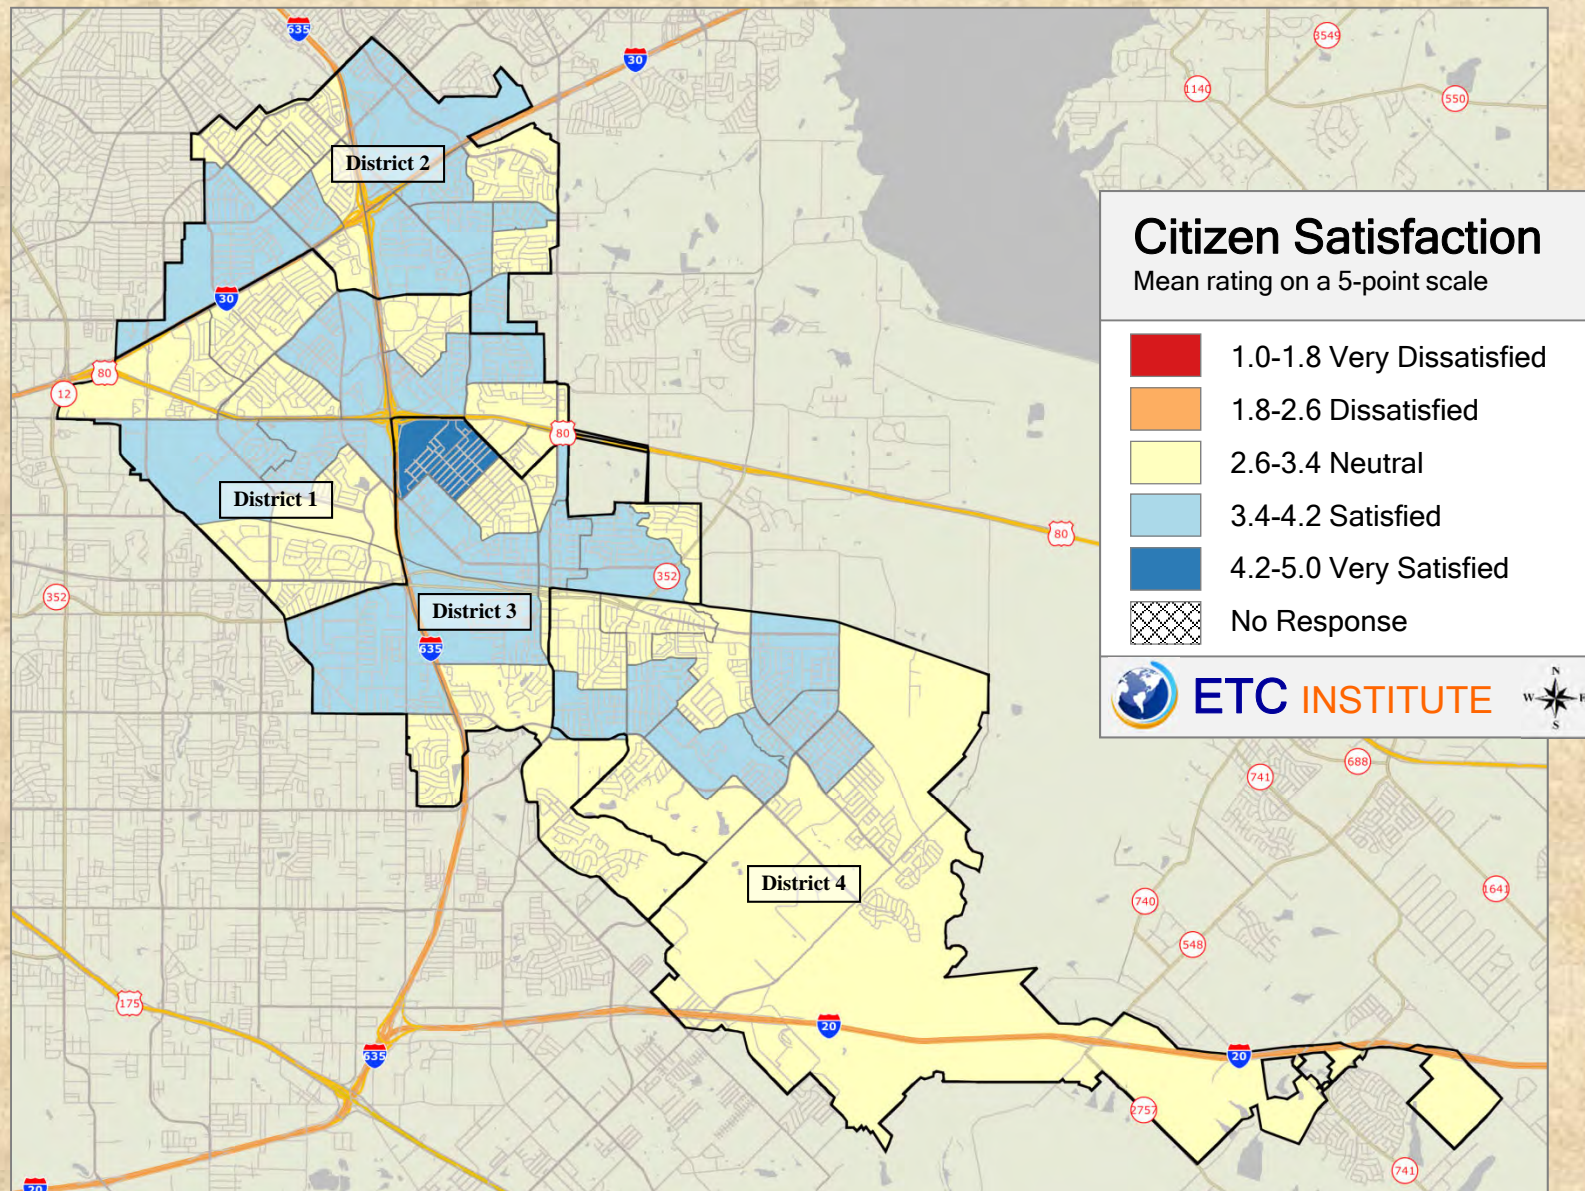 635
30
3549
1140
550
District 2
Citizen Satisfaction
Mean rating on a 5-point scale
30
1.0-1.8 Very Dissatisfied
80
12
1.8-2.6 Dissatisfied
80
2.6-3.4 Neutral
District 1
3.4-4.2 Satisfied
80
4.2-5.0 Very Satisfied
352
352
District 3
No Response
635
N
W
E
S
ETC INSTITUTE
688
741
District 4
1641
740
548
175
20
635
20
2757
741
20